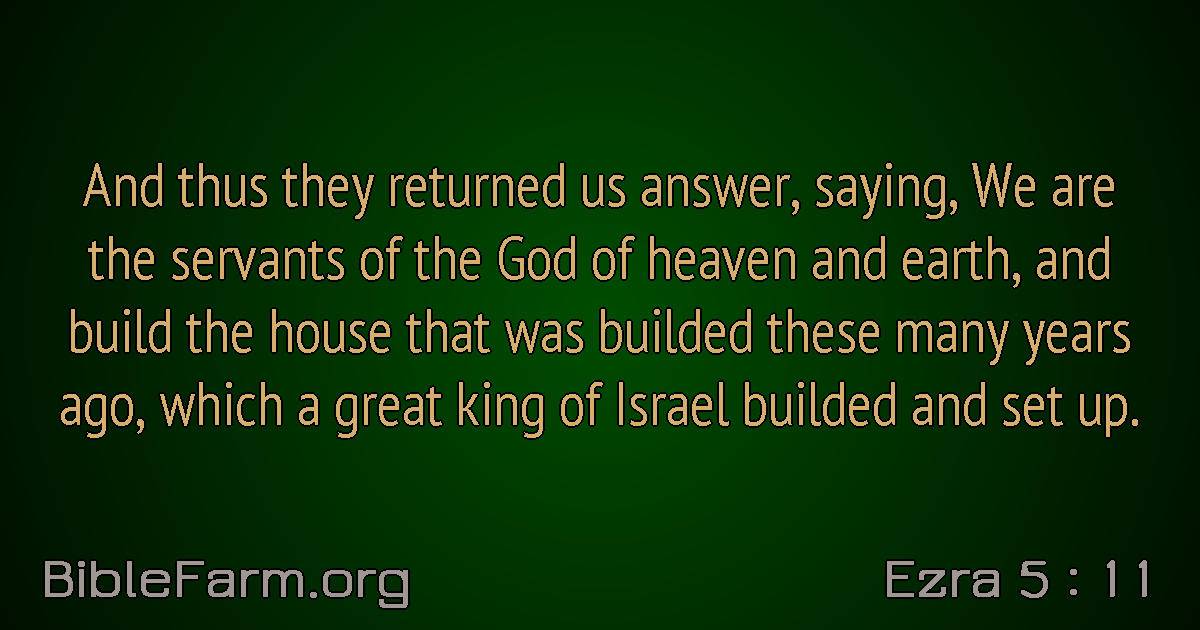 And thus they returned us answer, saying, We are
the servants of the God of heaven and earth, and
build the house that was builded these many years
ago, which a great king of Israel builded and set up.
BibleFarm.org
Ezra 5 : 11